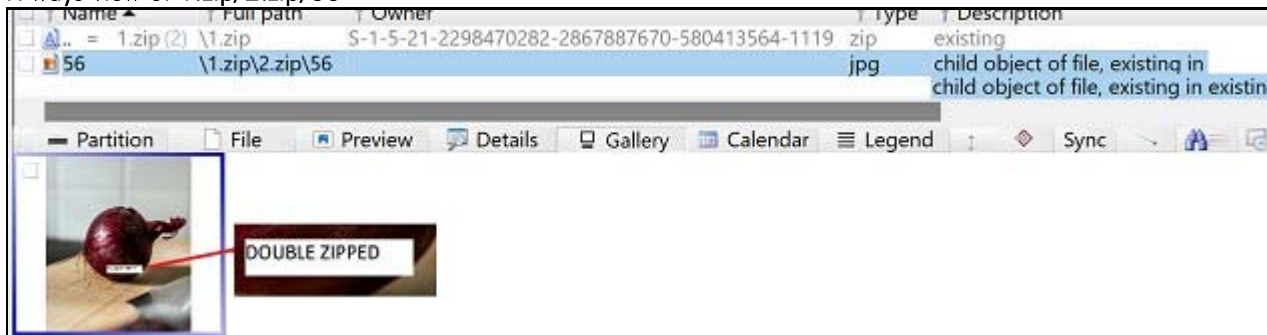 Name Full path Owner Type Description
.. = 1.zip (2) \1.zip S-1-5-21-2298470282-2867887670-580413564-1119 zip existing
56 \1.zip\2.zip\56 jpg child object of file, existing in
child object of file, existing in existin
Partition File Preview Details Gallery Calendar Legend Sync
DOUBLE ZIPPED